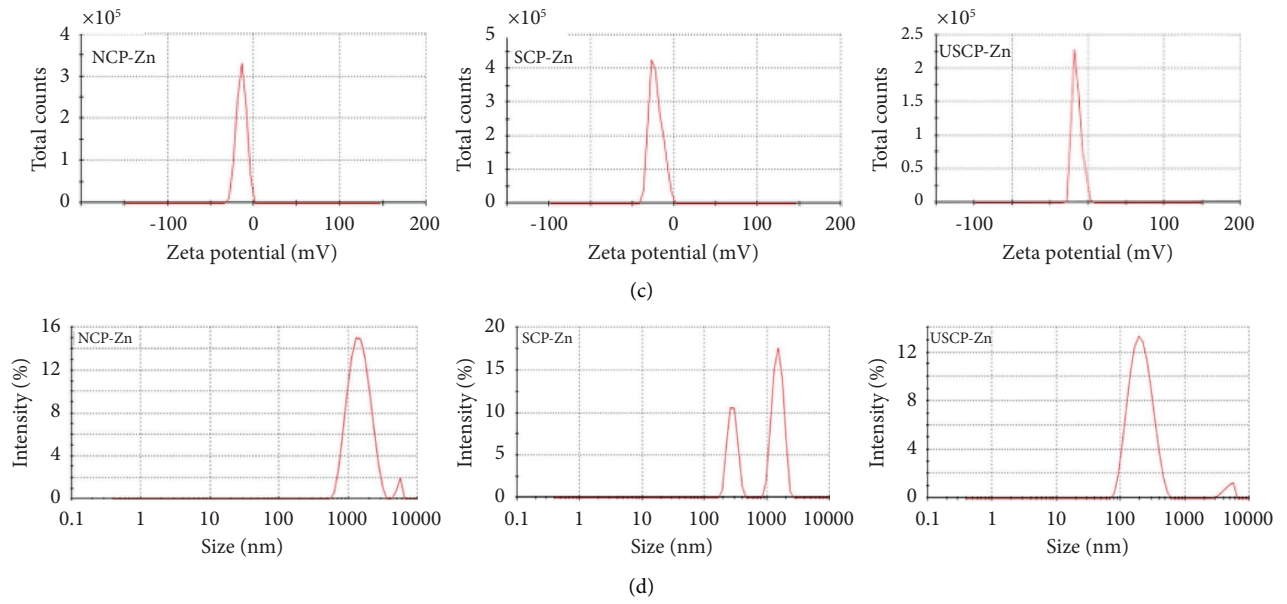 ×10⁵
4
3
2
1
0
NCP-Zn
Total counts
-100 0 100 200
Zeta potential (mV)
×10⁵
5
4
3
2
1
0
SCP-Zn
Total counts
-100 0 100 200
Zeta potential (mV)
×10⁵
2.5
2
1.5
1
0.5
0
USCP-Zn
Total counts
-100 0 100 200
Zeta potential (mV)
(c)
16
12
8
4
0
NCP-Zn
Intensity (%)
0.1 1 10 100 1000 10000
Size (nm)
20
15
10
5
0
SCP-Zn
Intensity (%)
0.1 1 10 100 1000 10000
Size (nm)
12
8
4
0
USCP-Zn
Intensity (%)
0.1 1 10 100 1000 10000
Size (nm)
(d)